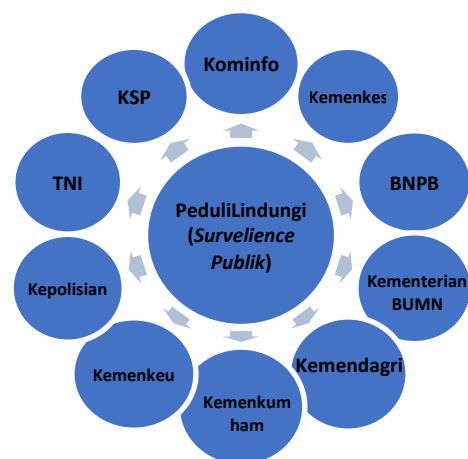 Kominfo
KSP
Kemenkes
TNI
BNPB
PeduliLindungi
(Survelience
Publik)
Kepolisian
Kementerian
BUMN
Kemenkeu
Kemendagri
Kemenkum
ham